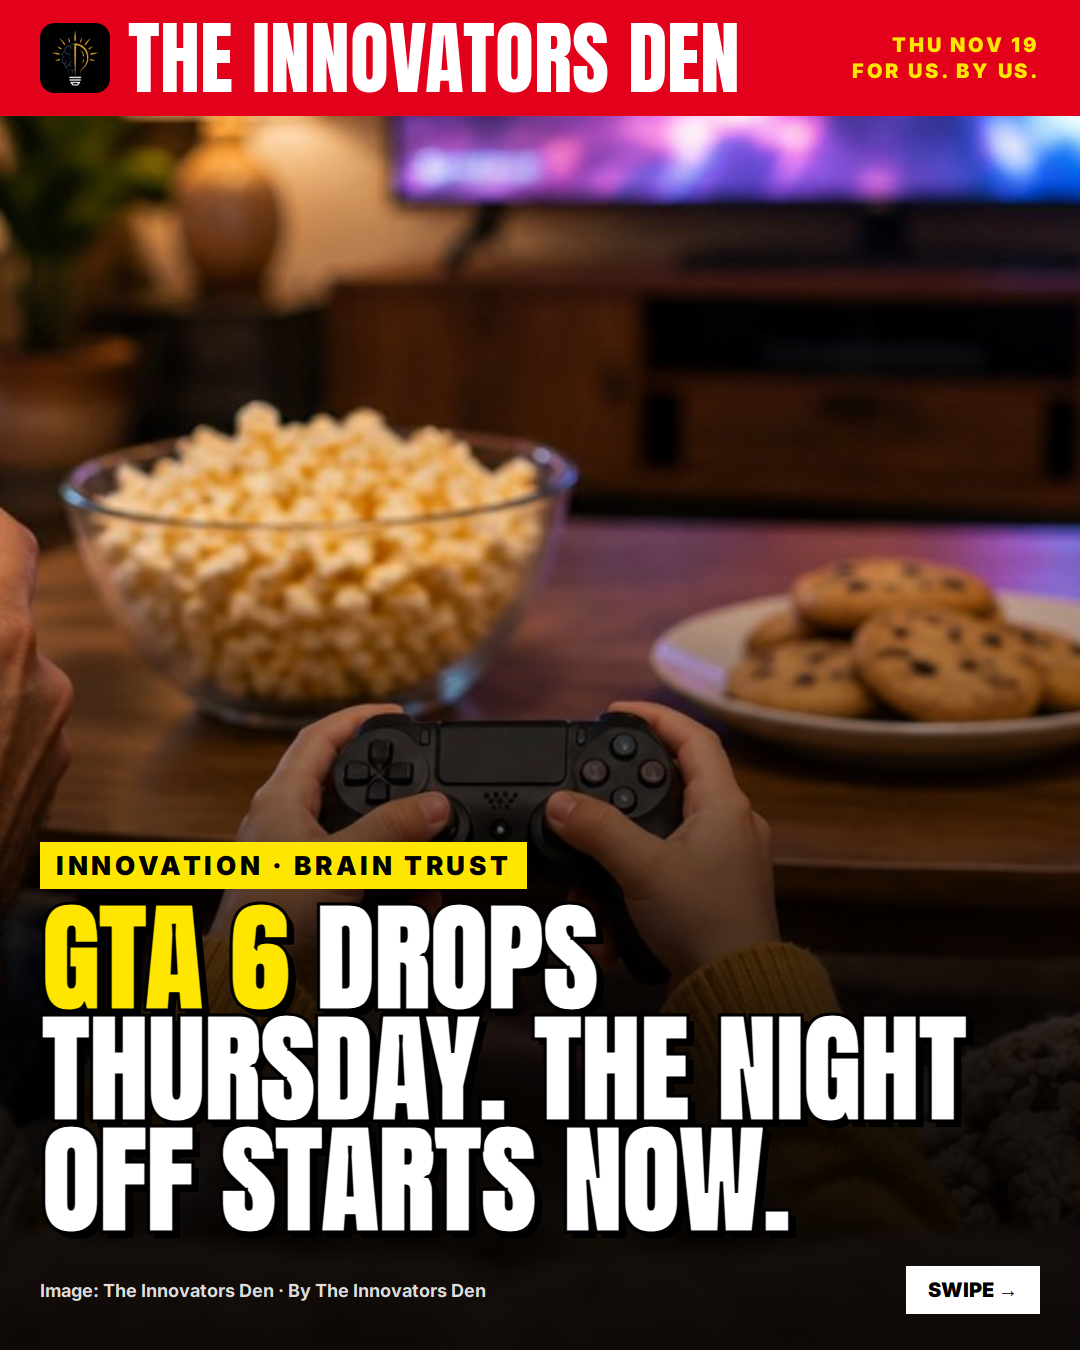 THE INNOVATORS DEN
THU NOV 19
FOR US. BY US.
INNOVATION · BRAIN TRUST
GTA 6 DROPS
THURSDAY. THE NIGHT
OFF STARTS NOW.
Image: The Innovators Den · By The Innovators Den
SWIPE →